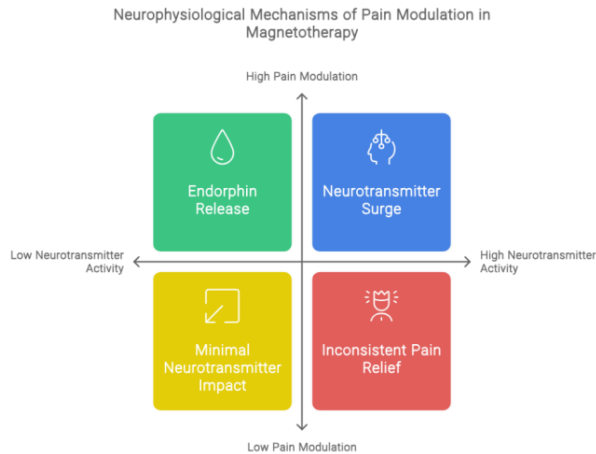 Neurophysiological Mechanisms of Pain Modulation in
Magnetotherapy
High Pain Modulation
Endorphin
Release
Neurotransmitter
Surge
Low Neurotransmitter
Activity
High Neurotransmitter
Activity
Minimal
Neurotransmitter
Impact
Inconsistent Pain
Relief
Low Pain Modulation